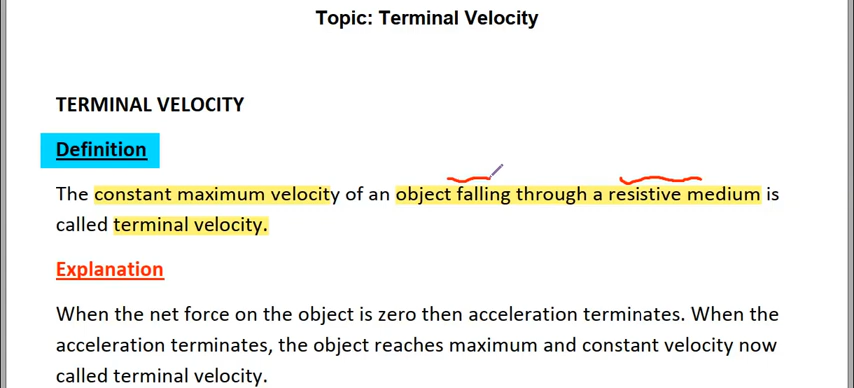 Topic: Terminal Velocity
TERMINAL VELOCITY
Definition
The constant maximum velocity of an object falling through a resistive medium is
called terminal velocity.
Explanation
When the net force on the object is zero then acceleration terminates. When the
acceleration terminates, the object reaches maximum and constant velocity now
called terminal velocity.